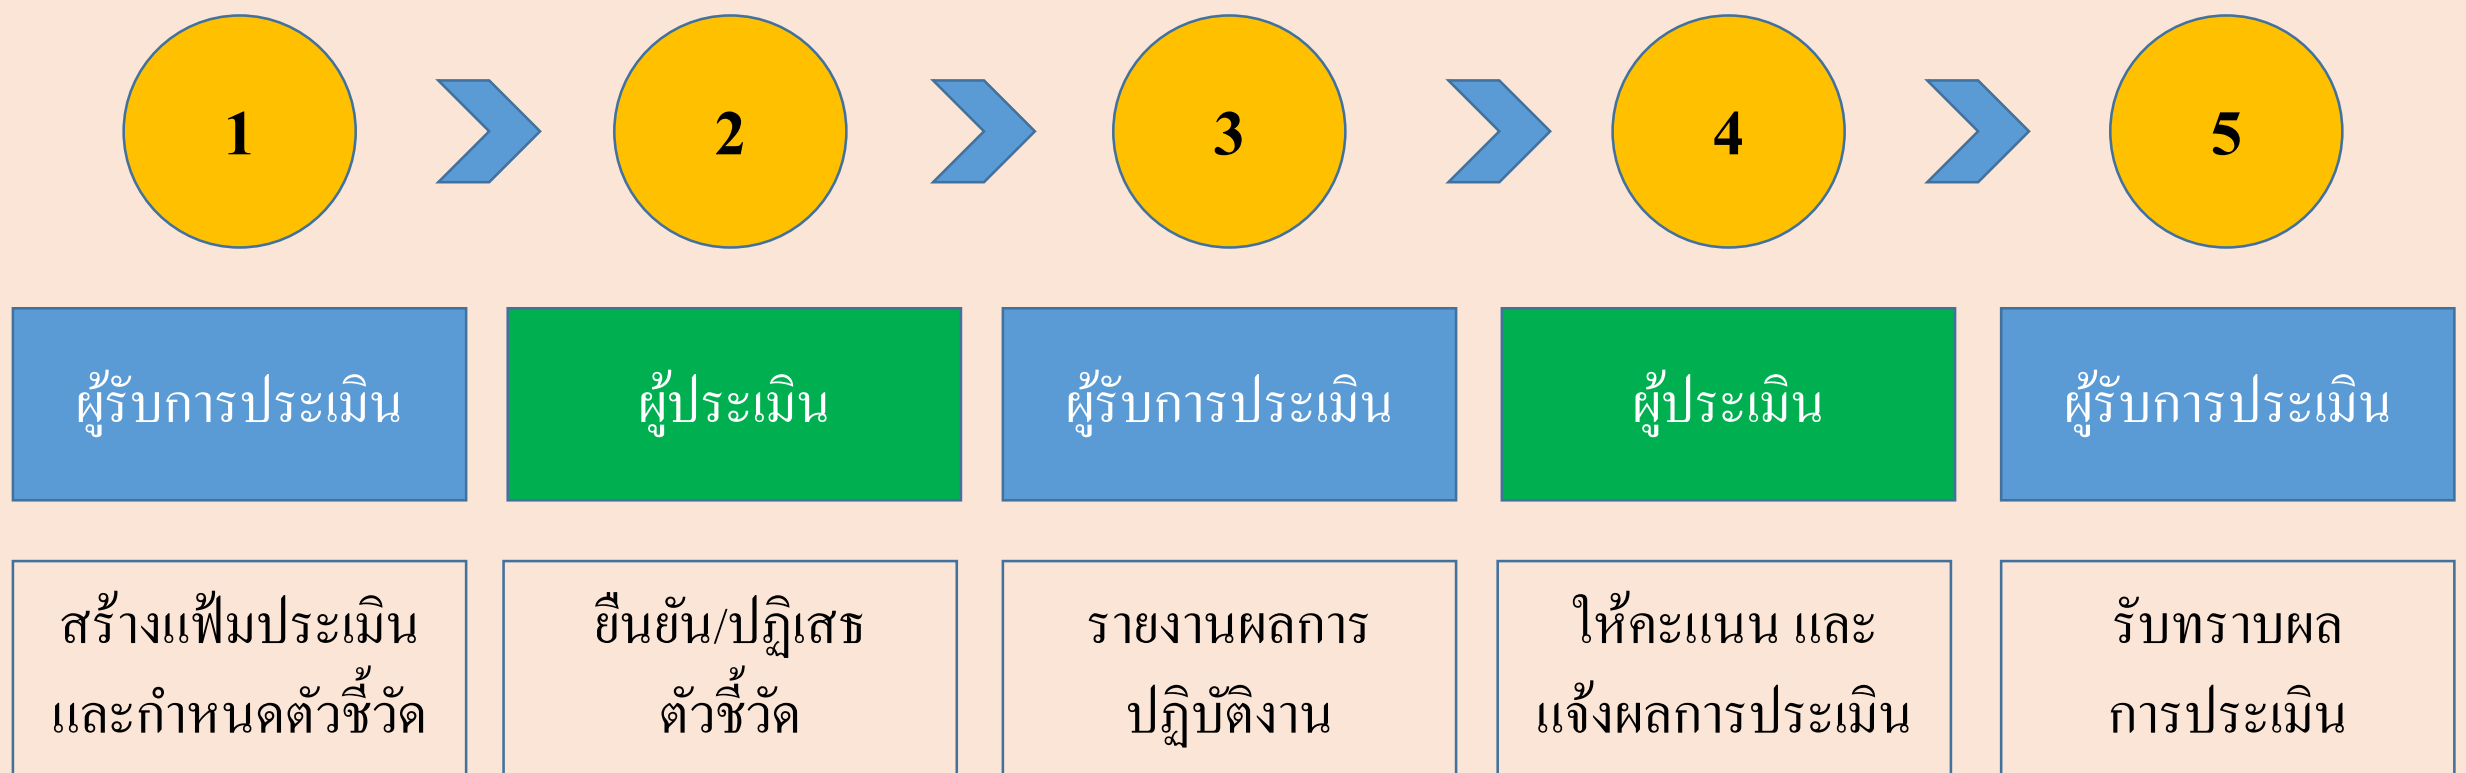 1
2
3
4
5
ผู้รับการประเมิน
ผู้ประเมิน
ผู้รับการประเมิน
ผู้ประเมิน
ผู้รับการประเมิน
สร้างแฟ้มประเมิน
และกำหนดตัวชี้วัด
ยืนยัน/ปฏิเสธ
ตัวชี้วัด
รายงานผลการ
ปฏิบัติงาน
ให้คะแนน และ
แจ้งผลการประเมิน
รับทราบผล
การประเมิน